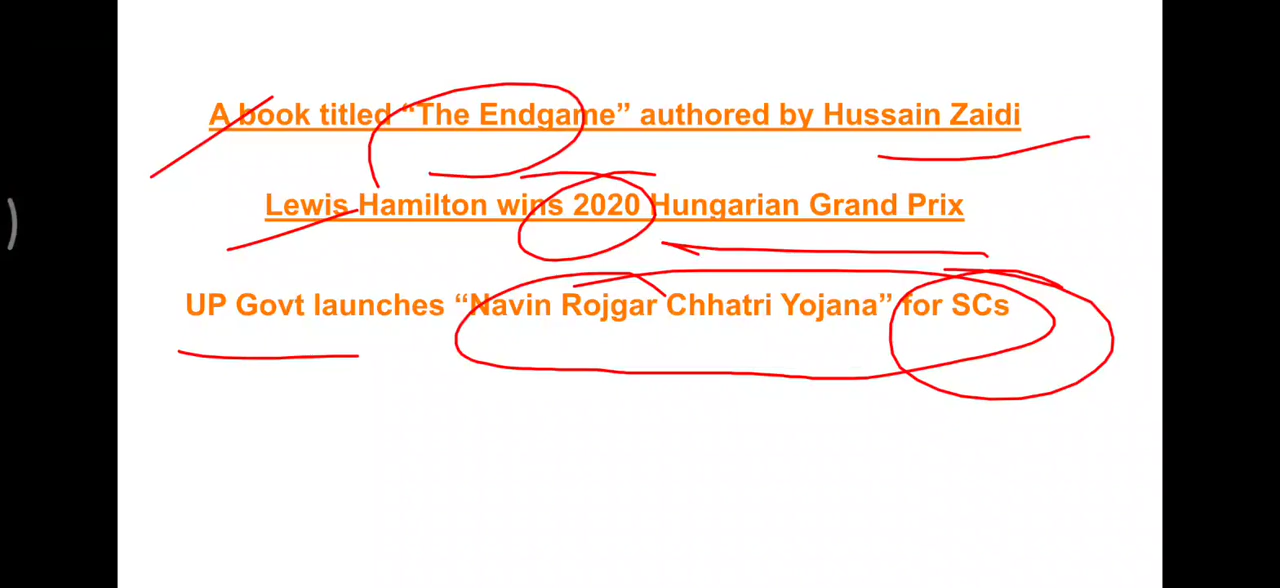 A book titled “The Endgame” authored by Hussain Zaidi
Lewis Hamilton wins 2020 Hungarian Grand Prix
UP Govt launches “Navin Rojgar Chhatri Yojana” for SCs